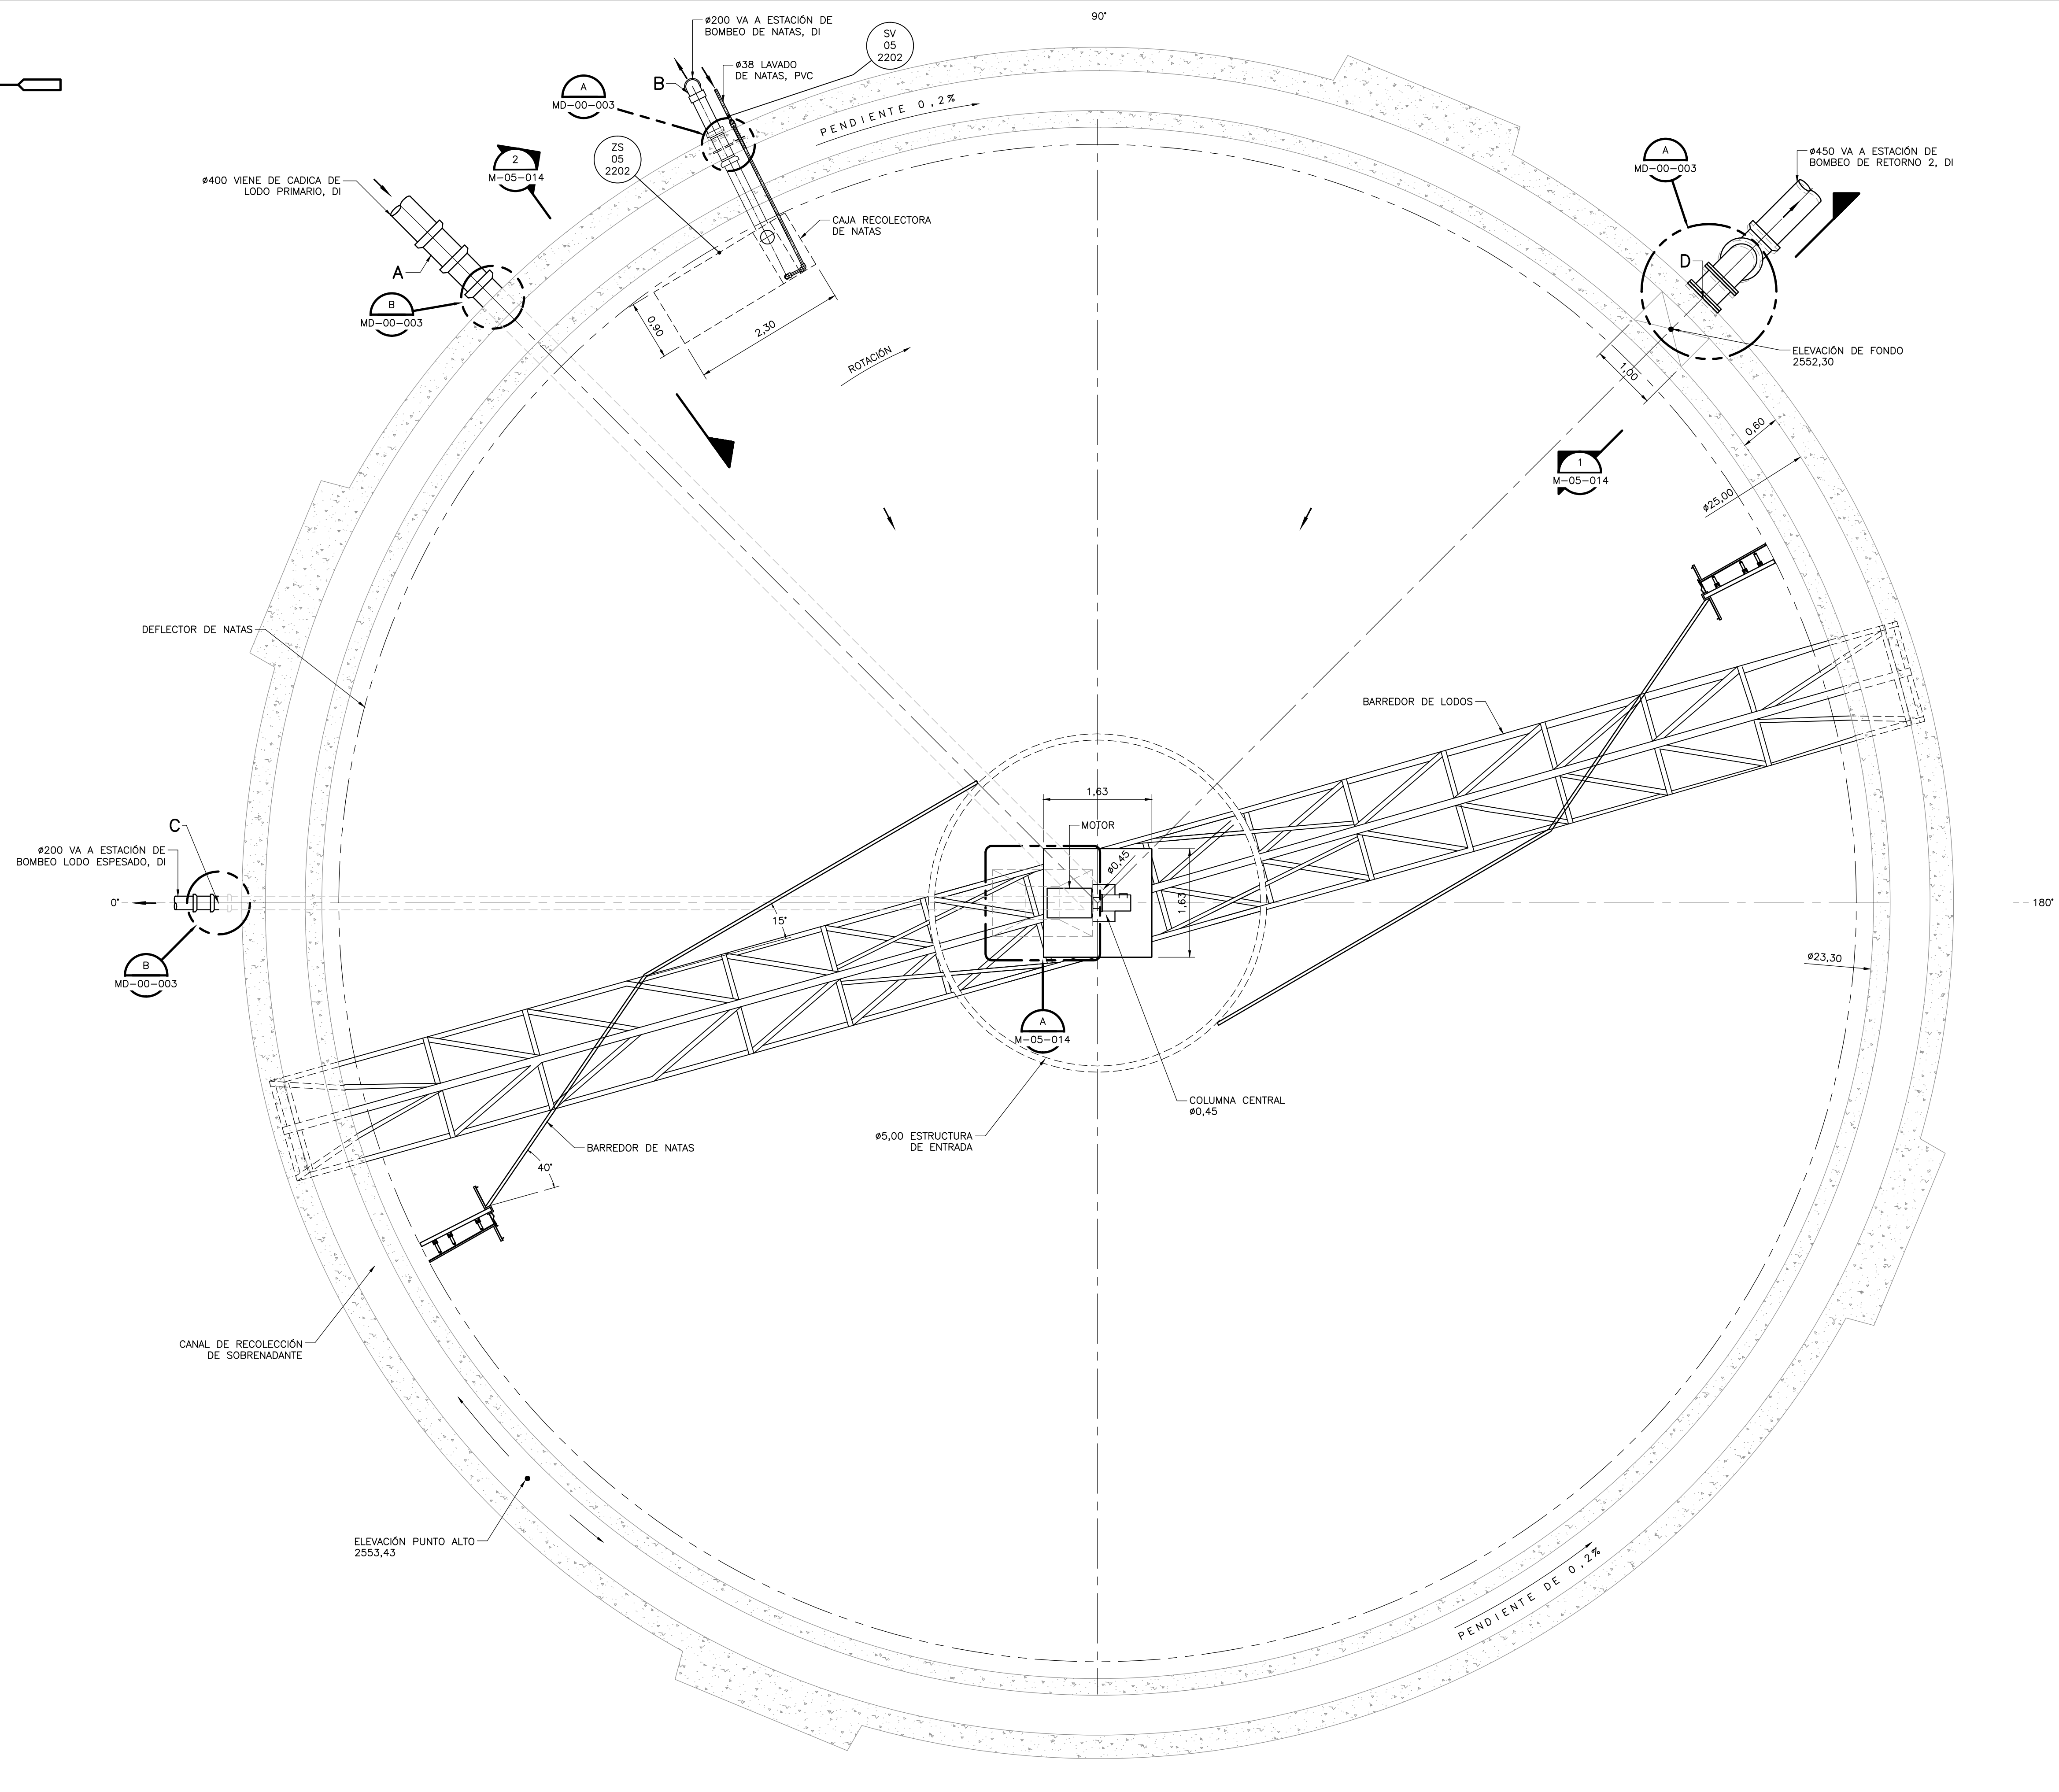 90°
ø200 VA A ESTACIÓN DE
BOMBEO DE NATAS, DI
SV
05
2202
ø38 LAVADO
DE NATAS, PVC
B
A
MD-00-003
PENDIENTE 0,2%
ZS
05
2202
2
M-05-014
A
MD-00-003
ø450 VA A ESTACIÓN DE
BOMBEO DE RETORNO 2, DI
ø400 VIENE DE CADICA DE
LODO PRIMARIO, DI
CAJA RECOLECTORA
DE NATAS
A
D
B
MD-00-003
0.90
2,30
ROTACIÓN
ELEVACIÓN DE FONDO
2552,30
1,00
0,60
1
M-05-014
ø25,00
DEFLECTOR DE NATAS
BARREDOR DE LODOS
1,63
MOTOR
C
ø200 VA A ESTACIÓN DE
BOMBEO LODO ESPESADO, DI
ø0,45
1,63
0°
180°
15°
B
MD-00-003
ø23,30
A
M-05-014
COLUMNA CENTRAL
ø0,45
ø5,00 ESTRUCTURA
DE ENTRADA
BARREDOR DE NATAS
40°
CANAL DE RECOLECCIÓN
DE SOBRENADANTE
ELEVACIÓN PUNTO ALTO
2553,43
PENDIENTE DE 0,2%